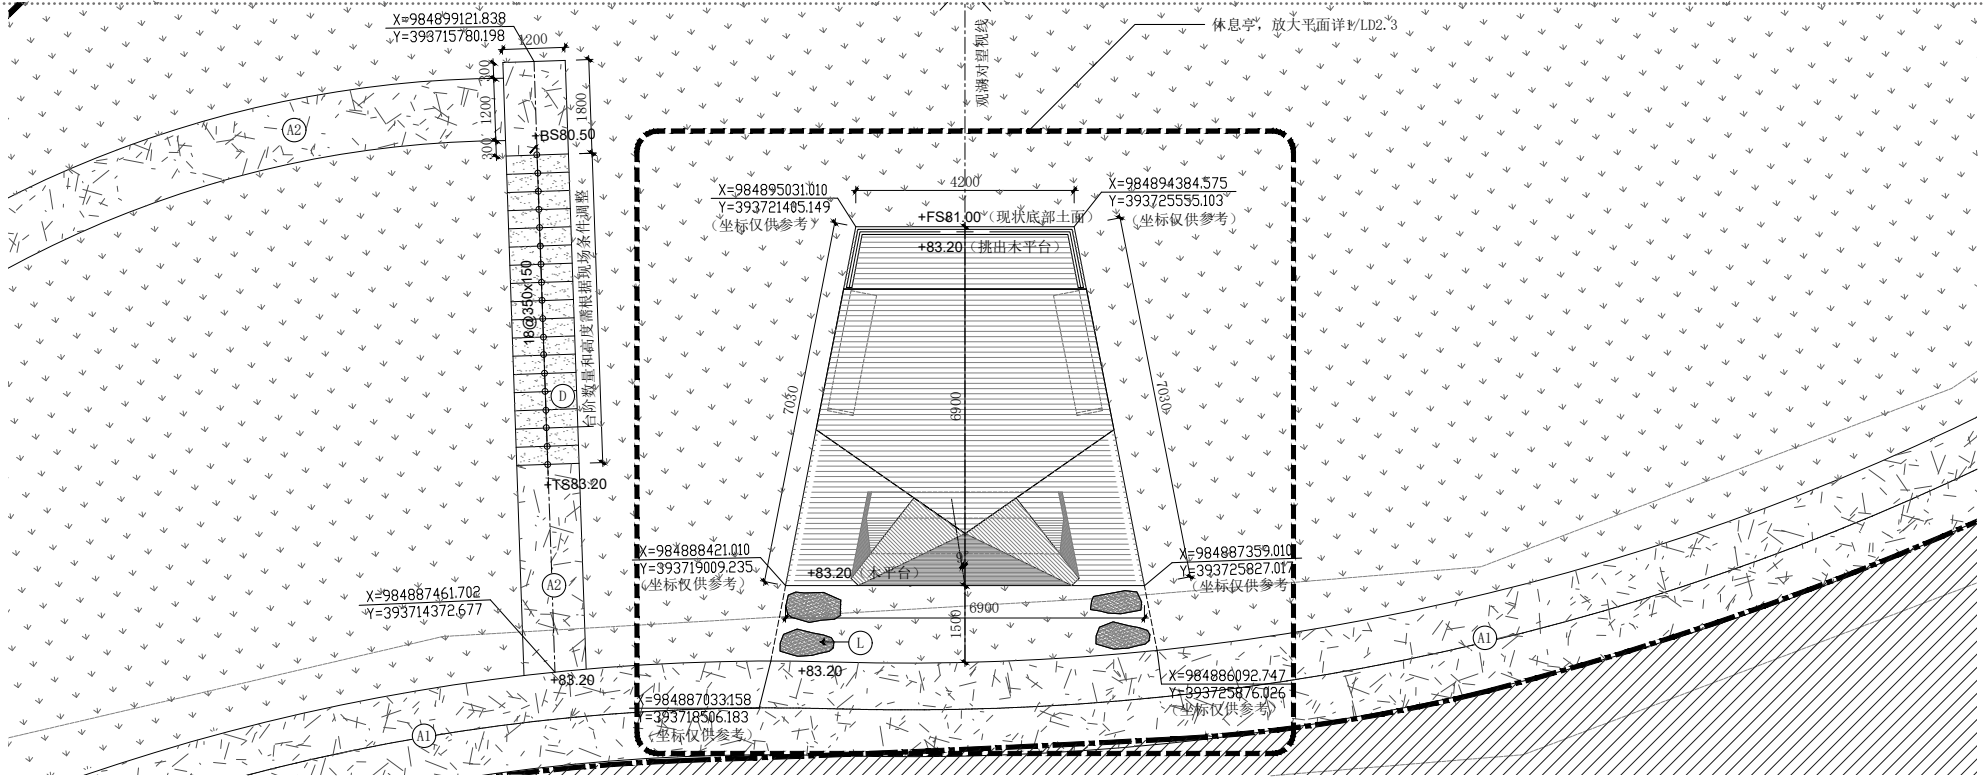 X=984899121.838
Y=393715780.198
1200
休息亭，放大平面详1/LD2.3
观湖对望视线
300
1200
300
1800
A2
+BS80.50
X=984895031.010
Y=393721405.149
(坐标仅供参考)
4200
X=984894384.575
Y=393725555.103
(坐标仅供参考)
+FS81.00 (现状底部土面)
+83.20 (挑出木平台)
18@350x150
台阶数量和高度需根据现场条件调整
D
7030
6900
7030
+TS83.20
X=984888421.010
Y=393719009.235
(坐标仅供参考)
+83.20 (木平台)
X=984887359.010
Y=393725827.017
(坐标仅供参考
A2
X=984887461.702
Y=393714372.677
6900
1500
L
A1
+83.20
+83.20
X=984886092.747
Y=393725876.026
(坐标仅供参考)
X=984887033.158
Y=393718506.183
(坐标仅供参考)
A1